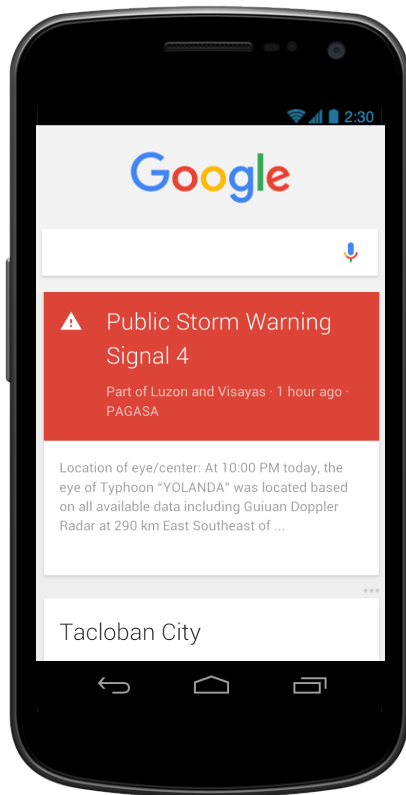 2:30
Google
Public Storm Warning
Signal 4
Part of Luzon and Visayas · 1 hour ago ·
PAGASA
Location of eye/center: At 10:00 PM today, the
eye of Typhoon “YOLANDA” was located based
on all available data including Guiuan Doppler
Radar at 290 km East Southeast of ...
Tacloban City